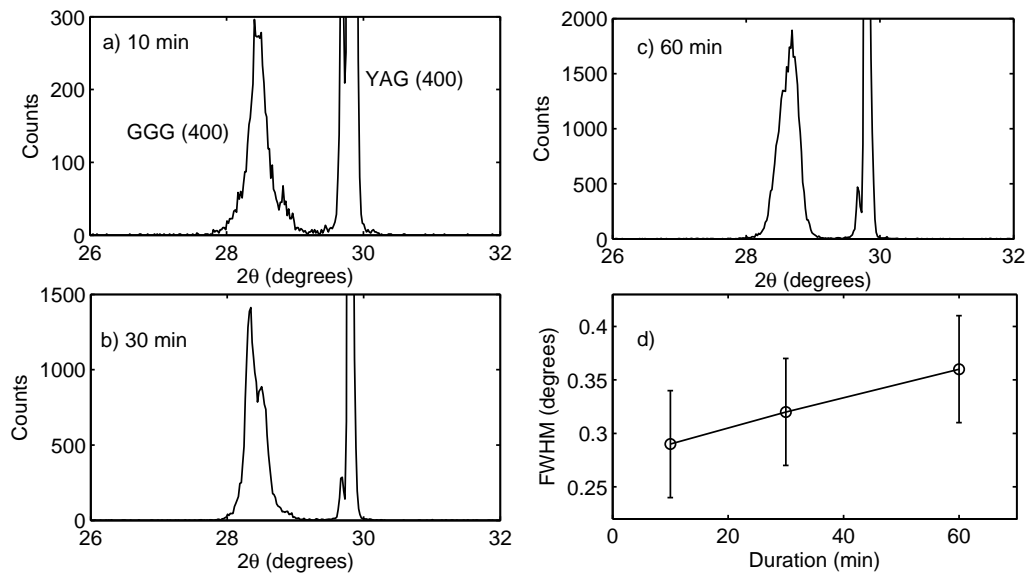 a) 10 min
GGG (400)
YAG (400)
Counts
300
200
100
0
26
28
30
32
2θ (degrees)
c) 60 min
Counts
2000
1500
1000
500
0
26
28
30
32
2θ (degrees)
b) 30 min
Counts
1500
1000
500
0
26
28
30
32
2θ (degrees)
d)
FWHM (degrees)
0.4
0.35
0.3
0.25
0
20
40
60
Duration (min)